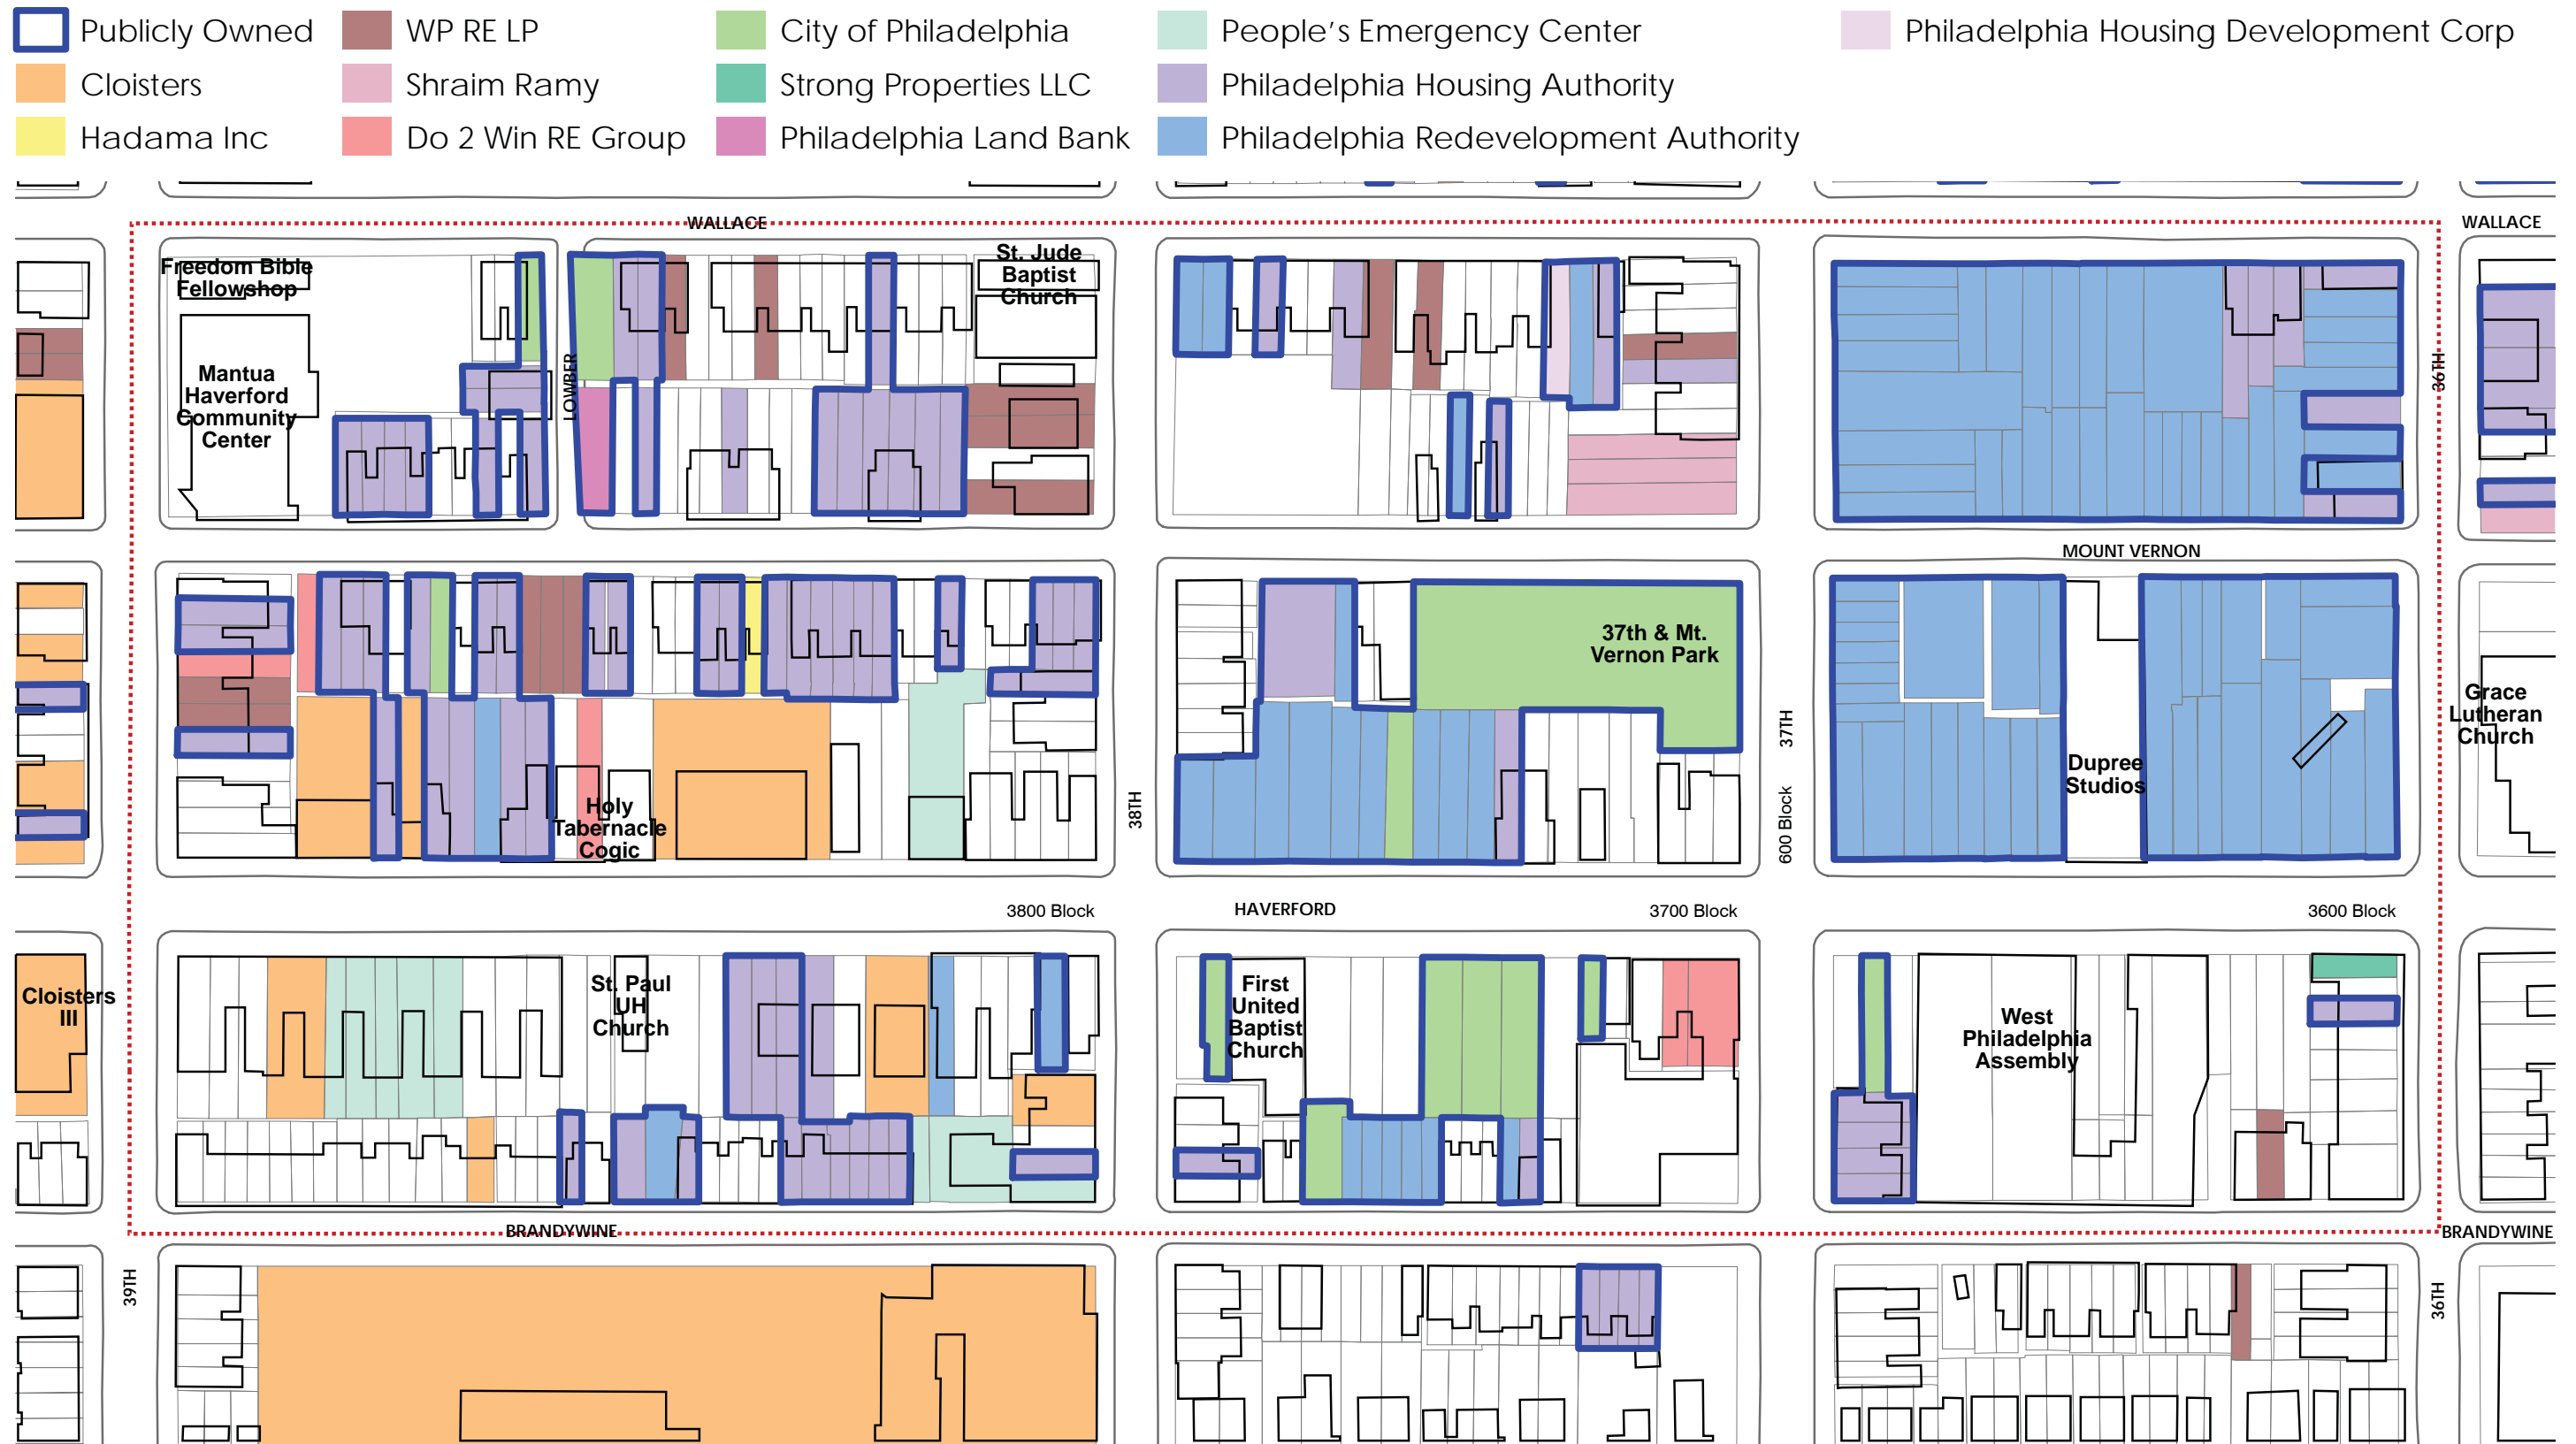 Publicly Owned
WP RE LP
City of Philadelphia
People's Emergency Center
Philadelphia Housing Development Corp
Cloisters
Shraim Ramy
Strong Properties LLC
Philadelphia Housing Authority
Hadama Inc
Do 2 Win RE Group
Philadelphia Land Bank
Philadelphia Redevelopment Authority
WALLACE
WALLACE
Freedom Bible
Fellowshop
St. Jude
Baptist
Church
LOWBER
Mantua
Haverford
Community
Center
36TH
MOUNT VERNON
37th & Mt.
Vernon Park
37TH
600 Block
Grace
Lutheran
Church
Dupree
Studios
38TH
Holy
Tabernacle
Cogic
3800 Block
HAVERFORD
3700 Block
3600 Block
Cloisters
III
St. Paul
UH
Church
First
United
Baptist
Church
West
Philadelphia
Assembly
BRANDYWINE
BRANDYWINE
39TH
36TH